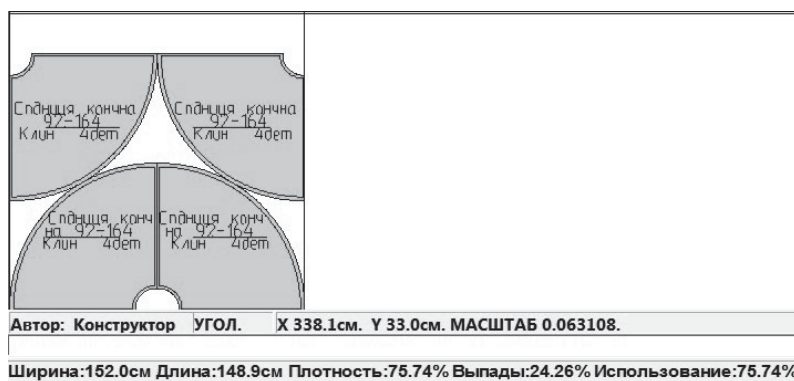 Спдниця кончна
92-164
Клин 4дет
Спдниця кончна
92-164
Клин 4дет
Спдниця конч
на 92-164
Клин 4дет
Спдниця конч
на 92-164
Клин 4дет
Автор: Конструктор УГОЛ. X 338.1см. Y 33.0см. МАСШТАБ 0.063108.
Ширина:152.0см Длина:148.9см Плотность:75.74% Выпады:24.26% Использование:75.74%